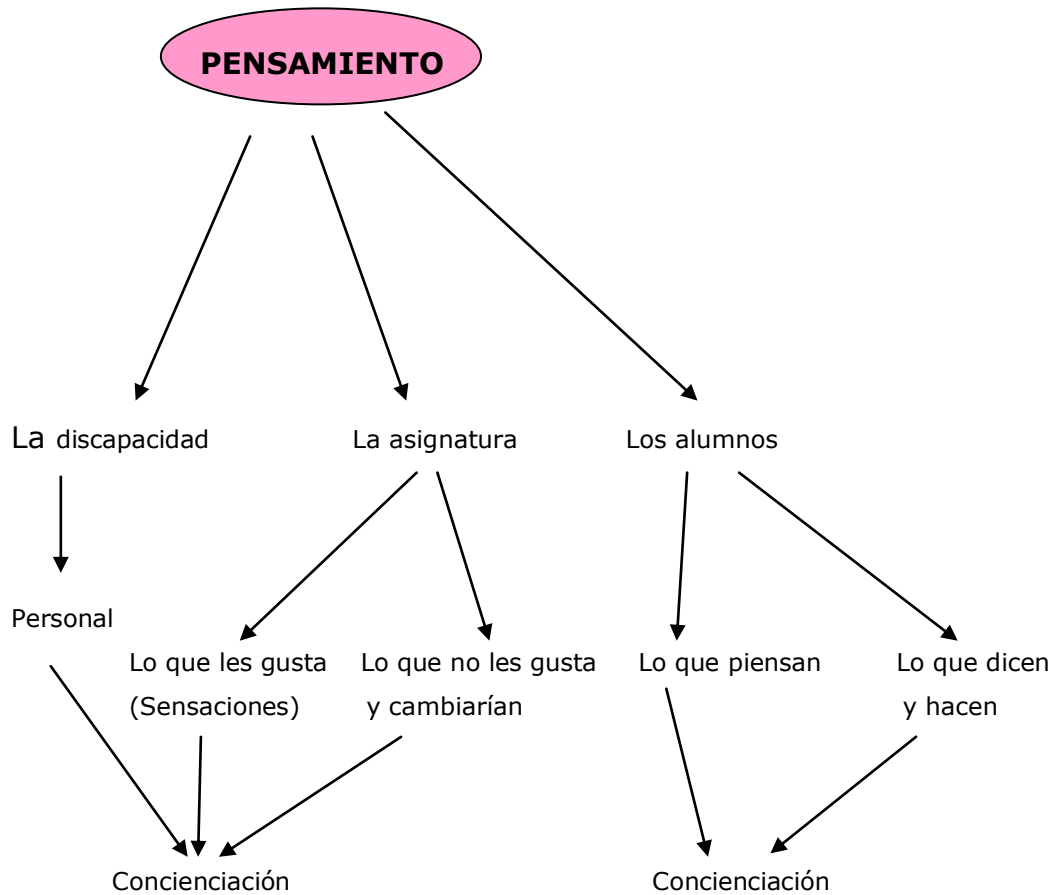 PENSAMIENTO
La discapacidad
La asignatura
Los alumnos
Personal
Lo que les gusta
(Sensaciones)
Lo que no les gusta
y cambiarían
Lo que piensan
Lo que dicen
y hacen
Concienciación
Concienciación